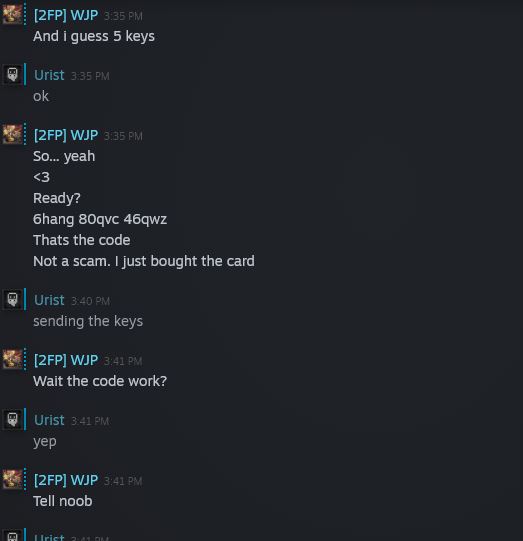 [2FP] WJP 3:35 PM
And i guess 5 keys
Urist 3:35 PM
ok
[2FP] WJP 3:35 PM
So... yeah
<3
Ready?
6hang 80qvc 46qwz
Thats the code
Not a scam. I just bought the card
Urist 3:40 PM
sending the keys
[2FP] WJP 3:41 PM
Wait the code work?
Urist 3:41 PM
yep
[2FP] WJP 3:41 PM
Tell noob
Urist 3:41 PM